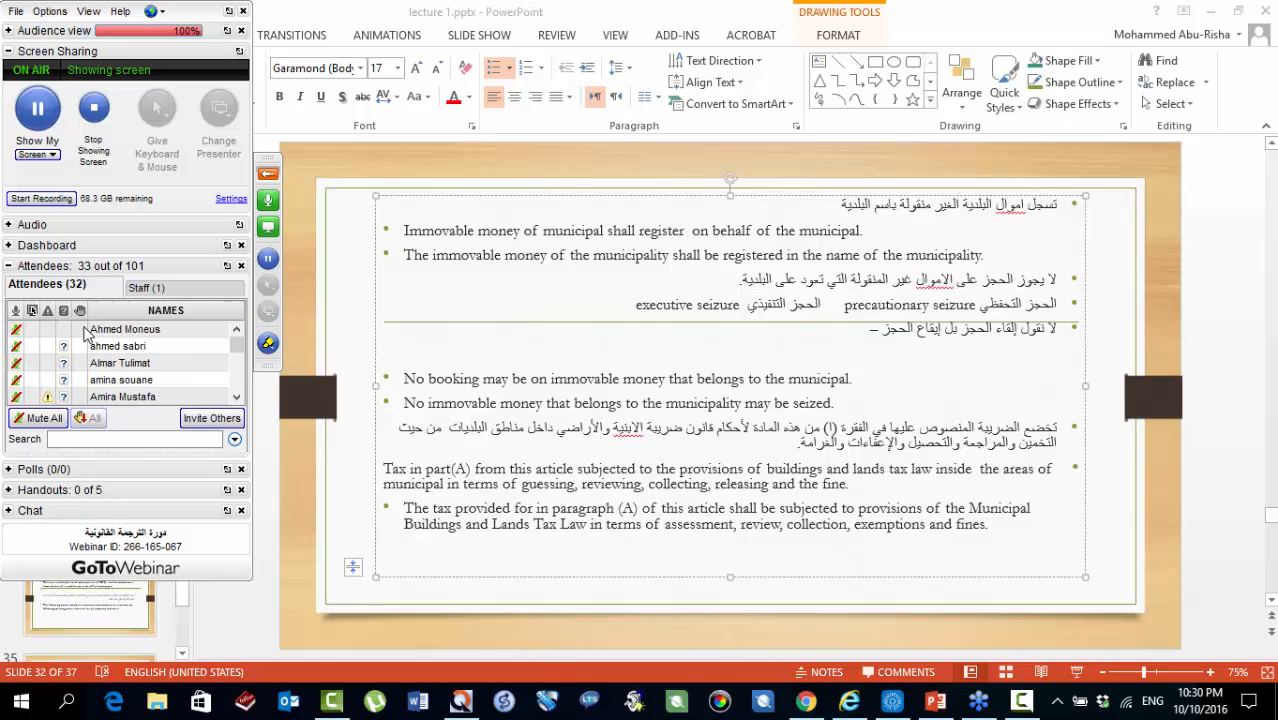 File Options View Help
Audience view 100%
Screen Sharing
ON AIR Showing screen
Show My
Screen
Stop
Showing
Screen
Give
Keyboard
& Mouse
Change
Presenter
Start Recording 68.3 GB remaining Settings
Audio
Dashboard
Attendees: 33 out of 101
Attendees (32) Staff (1)
NAMES
Ahmed Moneus
ahmed sabri
Almar Tulimat
amina souane
Amira Mustafa
Mute All All Invite Others
Search
Polls (0/0)
Handouts: 0 of 5
Chat
دورة الترجمة القانونية
Webinar ID: 266-165-067
GoToWebinar
35
lecture 1.pptx - PowerPoint
DRAWING TOOLS
TRANSITIONS ANIMATIONS SLIDE SHOW REVIEW VIEW ADD-INS ACROBAT FORMAT
Mohammed Abu-Risha
Garamond (Body 17
Text Direction
Align Text
Convert to SmartArt
Arrange
Quick
Styles
Shape Fill
Shape Outline
Shape Effects
Find
Replace
Select
Font Paragraph Drawing Editing
تسجل اموال البلدية الغير منقولة باسم البلدية
Immovable money of municipal shall register on behalf of the municipal.
The immovable money of the municipality shall be registered in the name of the municipality.
لا يجوز الحجز على الاموال غير المنقولة التي تعود على البلدية.
الحجز التحفظي precautionary seizure الحجز التنفيذي executive seizure
لا نقول إلقاء الحجز بل إيقاع الحجز –
No booking may be on immovable money that belongs to the municipal.
No immovable money that belongs to the municipality may be seized.
تخضع الضريبة المنصوص عليها في الفقرة (ا) من هذه المادة لأحكام قانون ضريبة الابنية والأراضي داخل مناطق البلديات من حيث
التخمين والمراجعة والتحصيل والإعفاءات والغرامة.
Tax in part(A) from this article subjected to the provisions of buildings and lands tax law inside the areas of
municipal in terms of guessing, reviewing, collecting, releasing and the fine.
The tax provided for in paragraph (A) of this article shall be subjected to provisions of the Municipal
Buildings and Lands Tax Law in terms of assessment, review, collection, exemptions and fines.
SLIDE 32 OF 37 ENGLISH (UNITED STATES) NOTES COMMENTS 75%
LTS
ENG
10:30 PM
10/10/2016